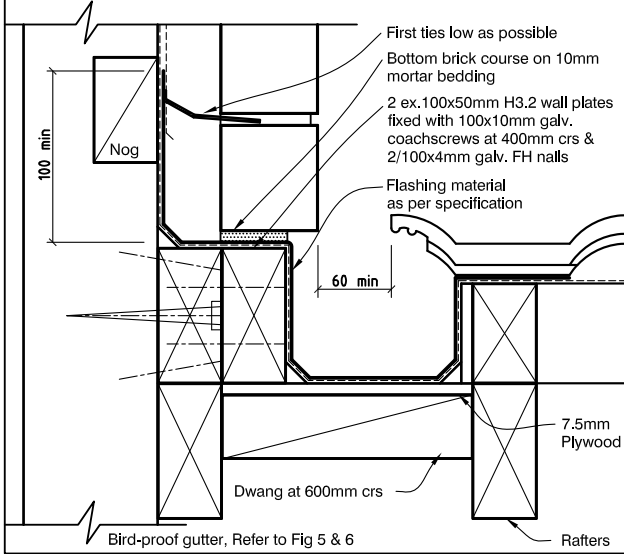 First ties low as possible
Bottom brick course on 10mm
mortar bedding
2 ex.100x50mm H3.2 wall plates
fixed with 100x10mm galv.
coachscrews at 400mm crs &
2/100x4mm galv. FH nalls
Flashing material
as per specification
100 min
Nog
60 min
7.5mm
Plywood
Dwang at 600mm crs
Bird-proof gutter, Refer to Fig 5 & 6
Rafters